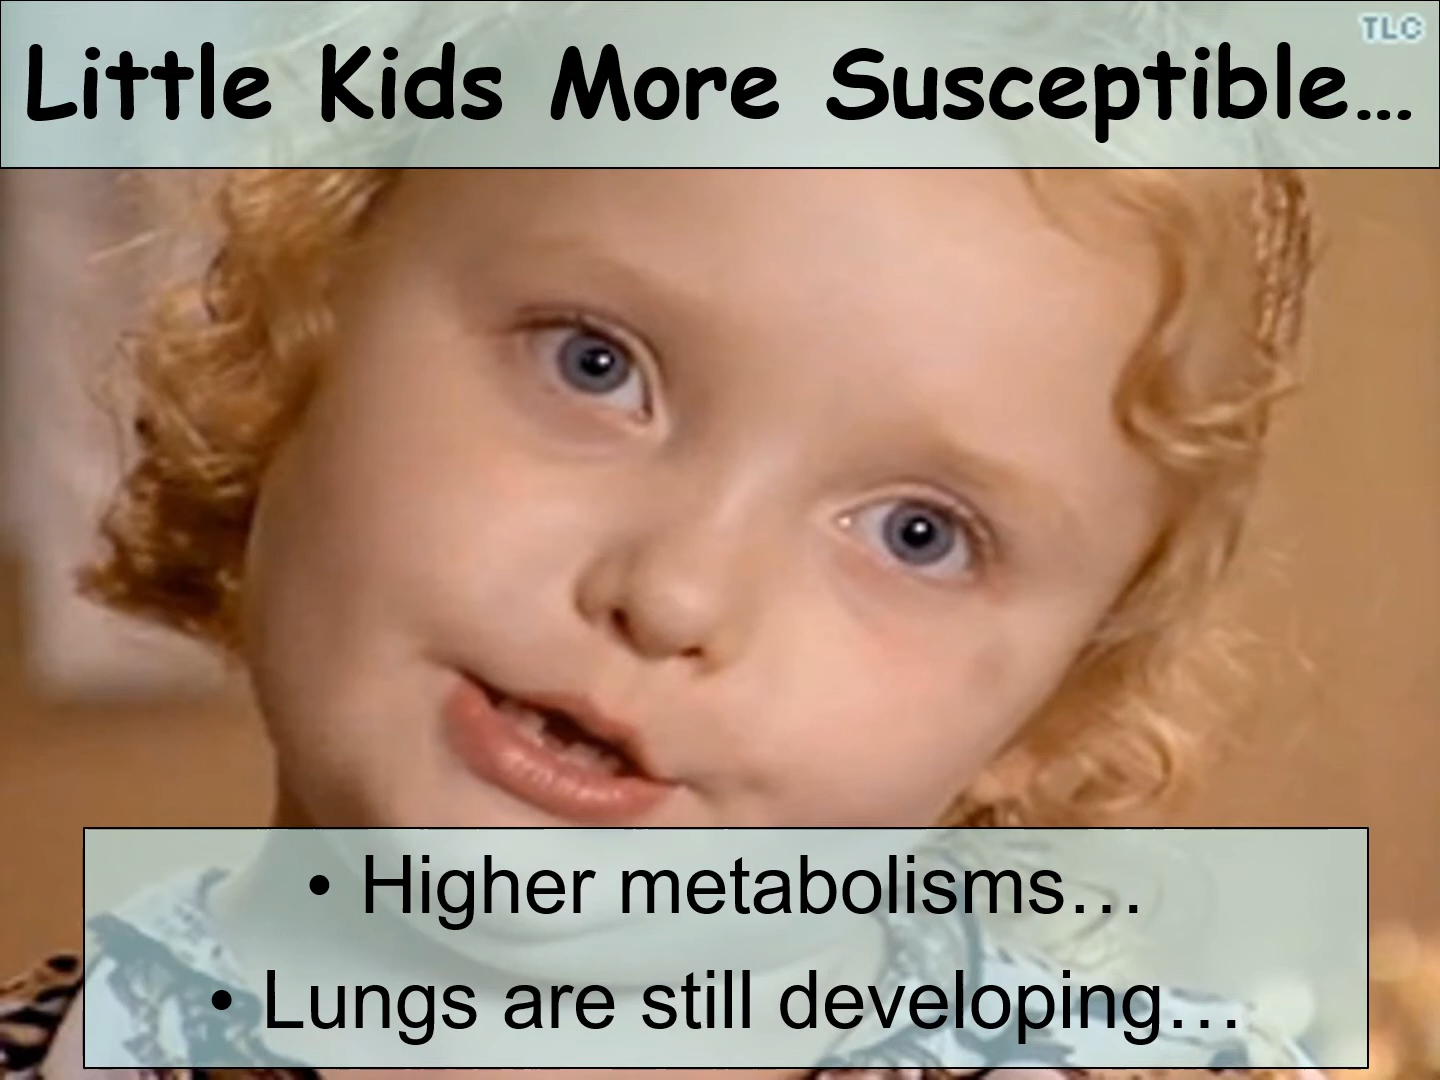 TLC
Little Kids More Susceptible…
• Higher metabolisms…
• Lungs are still developing…